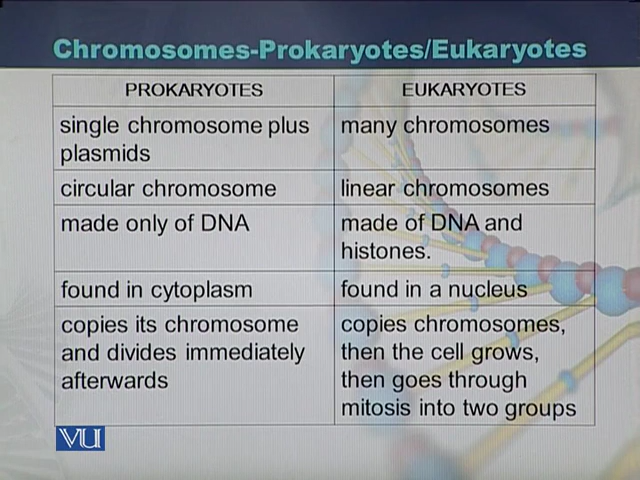 Chromosomes-Prokaryotes/Eukaryotes
PROKARYOTES
EUKARYOTES
single chromosome plus
plasmids
many chromosomes
circular chromosome
linear chromosomes
made only of DNA
made of DNA and
histones.
found in cytoplasm
found in a nucleus
copies its chromosome
and divides immediately
afterwards
copies chromosomes,
then the cell grows,
then goes through
mitosis into two groups
VU